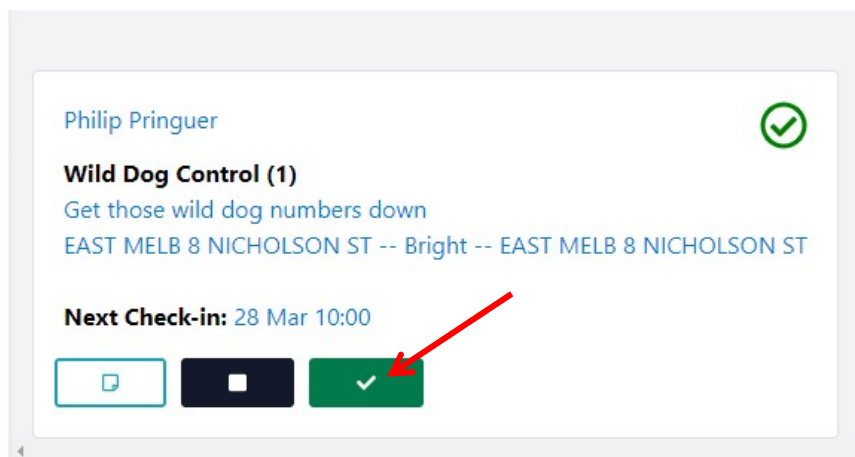 Philip Pringuer
Wild Dog Control (1)
Get those wild dog numbers down
EAST MELB 8 NICHOLSON ST -- Bright -- EAST MELB 8 NICHOLSON ST
Next Check-in: 28 Mar 10:00